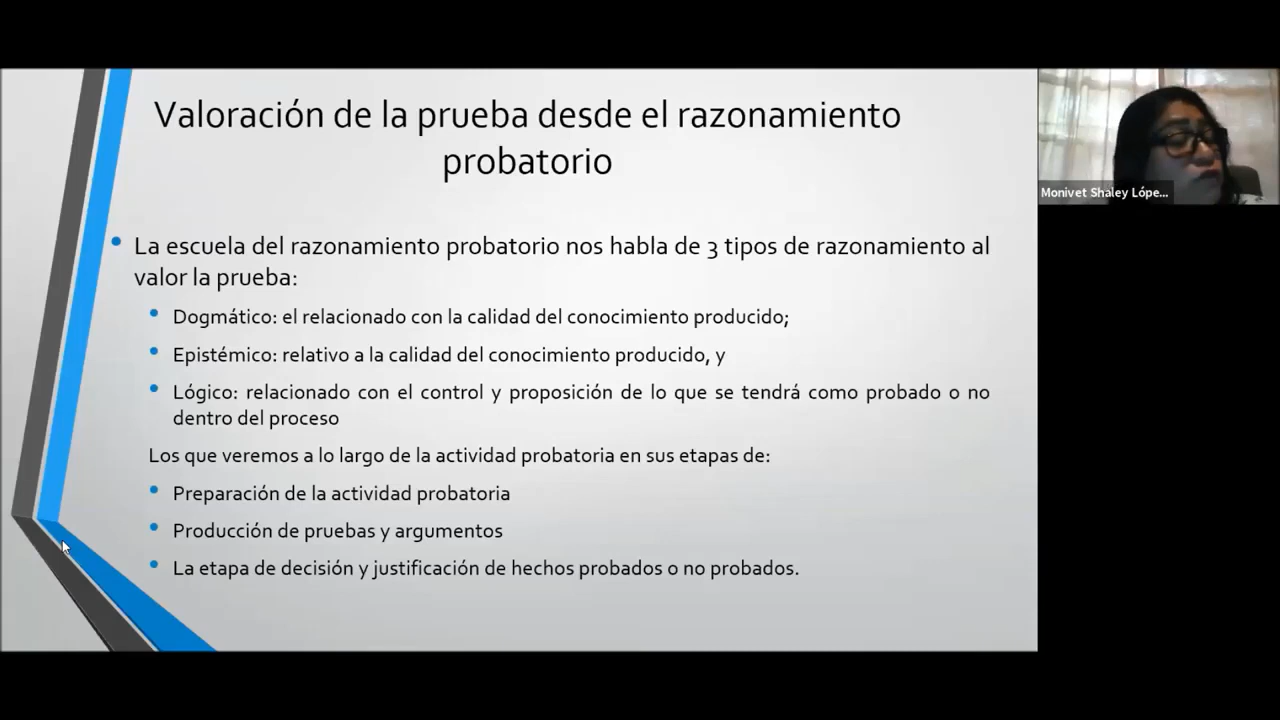 Valoración de la prueba desde el razonamiento
probatorio
La escuela del razonamiento probatorio nos habla de 3 tipos de razonamiento al
valor la prueba:
Dogmático: el relacionado con la calidad del conocimiento producido;
Epistémico: relativo a la calidad del conocimiento producido, y
Lógico: relacionado con el control y proposición de lo que se tendrá como probado o no
dentro del proceso
Los que veremos a lo largo de la actividad probatoria en sus etapas de:
Preparación de la actividad probatoria
Producción de pruebas y argumentos
La etapa de decisión y justificación de hechos probados o no probados.
Monivet Shaley Lópe...